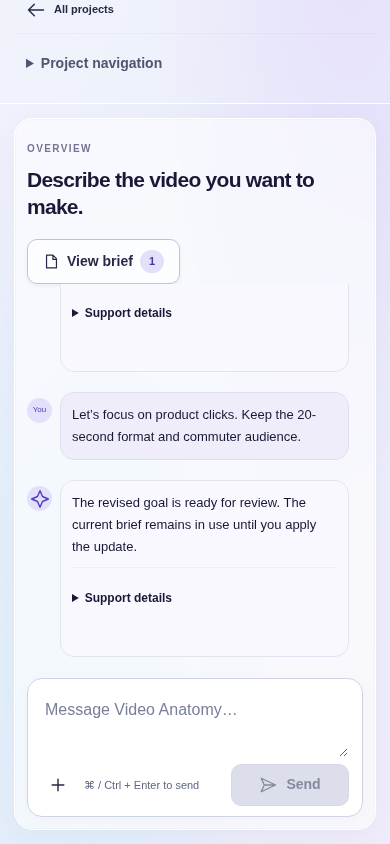 All projects
Project navigation
OVERVIEW
Describe the video you want to
make.
View brief 1
Support details
You
Let's focus on product clicks. Keep the 20-
second format and commuter audience.
The revised goal is ready for review. The
current brief remains in use until you apply
the update.
Support details
Message Video Anatomy…
⌘ / Ctrl + Enter to send
Send